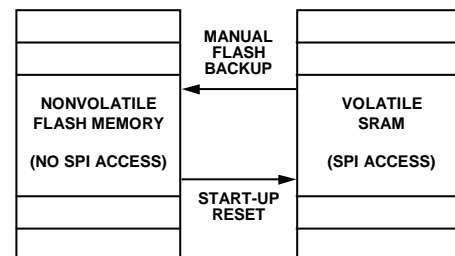 MANUAL
FLASH
BACKUP
NONVOLATILE
FLASH MEMORY
(NO SPI ACCESS)
VOLATILE
SRAM
(SPI ACCESS)
START-UP
RESET